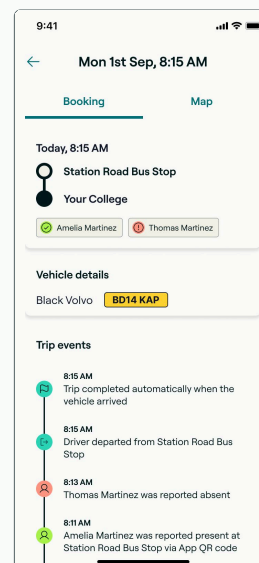 9:41
Mon 1st Sep, 8:15 AM
Booking Map
Today, 8:15 AM
Station Road Bus Stop
Your College
Amelia Martinez Thomas Martinez
Vehicle details
Black Volvo BD14 KAP
Trip events
8:15 AM
Trip completed automatically when the
vehicle arrived
8:15 AM
Driver departed from Station Road Bus
Stop
8:13 AM
Thomas Martinez was reported absent
8:11 AM
Amelia Martinez was reported present at
Station Road Bus Stop via App QR code